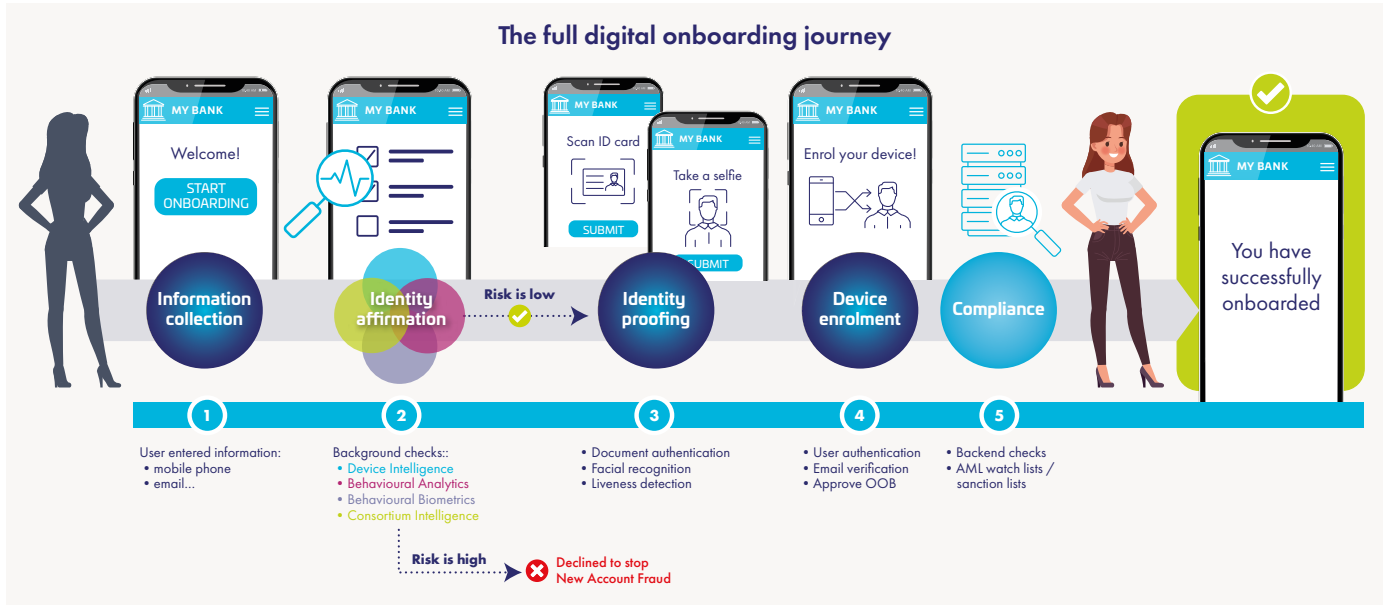 The full digital onboarding journey
MY BANK
Welcome!
START
ONBOARDING
MY BANK
MY BANK
Scan ID card
SUBMIT
MY BANK
Take a selfie
SUBMIT
MY BANK
Enrol your device!
MY BANK
You have
successfully
onboarded
Information
collection
Identity
affirmation
Risk is low
Identity
proofing
Device
enrolment
Compliance
1
2
3
4
5
User entered information:
• mobile phone
• email...
Background checks::
• Device Intelligence
• Behavioural Analytics
• Behavioural Biometrics
• Consortium Intelligence
• Document authentication
• Facial recognition
• Liveness detection
• User authentication
• Email verification
• Approve OOB
• Backend checks
• AML watch lists /
sanction lists
Risk is high
Declined to stop
New Account Fraud